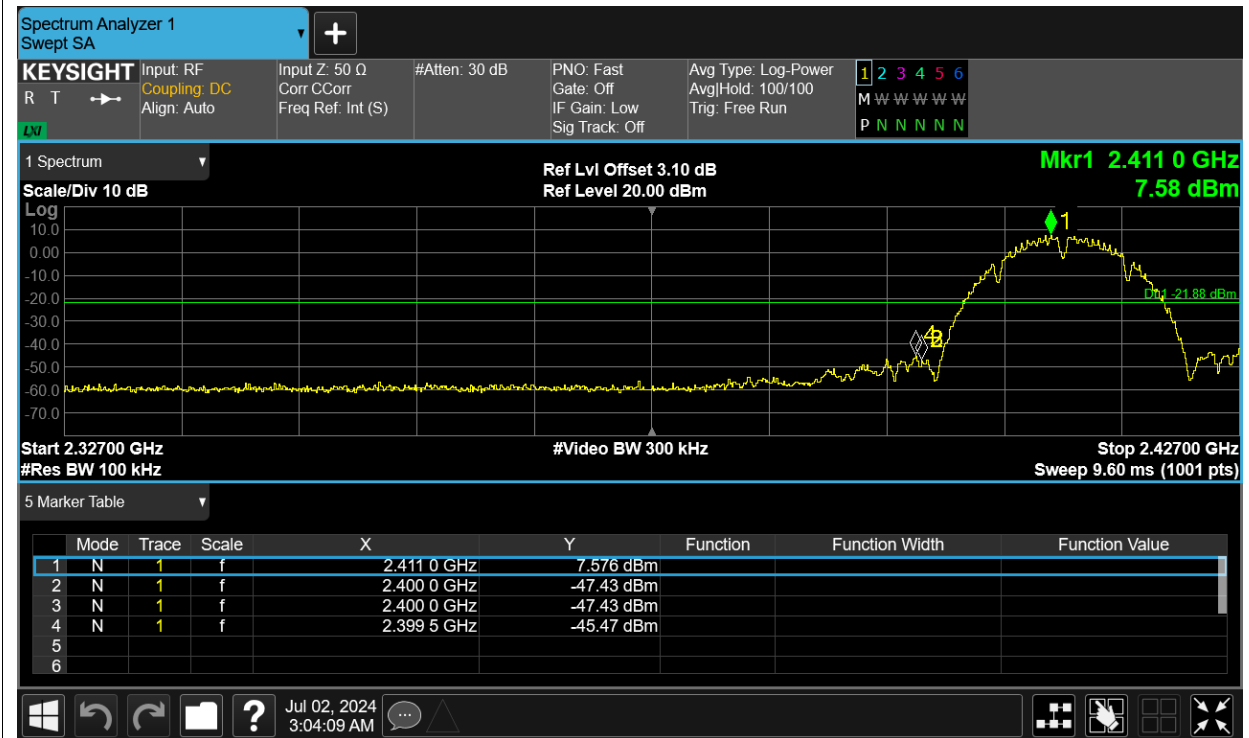 Spectrum Analyzer 1
Swept SA
+
KEYSIGHT Input: RF Input Z: 50 Ω #Atten: 30 dB PNO: Fast Avg Type: Log-Power 1 2 3 4 5 6
R T Coupling: DC Corr CCorr Gate: Off Avg|Hold: 100/100 M W W W W W
Align: Auto Freq Ref: Int (S) IF Gain: Low Trig: Free Run
LXI Sig Track: Off P N N N N N
1 Spectrum Ref Lvl Offset 3.10 dB Mkr1 2.411 0 GHz
Scale/Div 10 dB Ref Level 20.00 dBm 7.58 dBm
Log
1
10.0
0.00
-10.0
-20.0 -21.88 dBm
-30.0
-40.0
-50.0
-60.0
-70.0
Start 2.32700 GHz #Video BW 300 kHz Stop 2.42700 GHz
#Res BW 100 kHz Sweep 9.60 ms (1001 pts)
5 Marker Table
Mode Trace Scale X Y Function Function Width Function Value
1 N 1 f 2.411 0 GHz 7.576 dBm
2 N 1 f 2.400 0 GHz -47.43 dBm
3 N 1 f 2.400 0 GHz -47.43 dBm
4 N 1 f 2.399 5 GHz -45.47 dBm
5
6
? Jul 02, 2024
3:04:09 AM